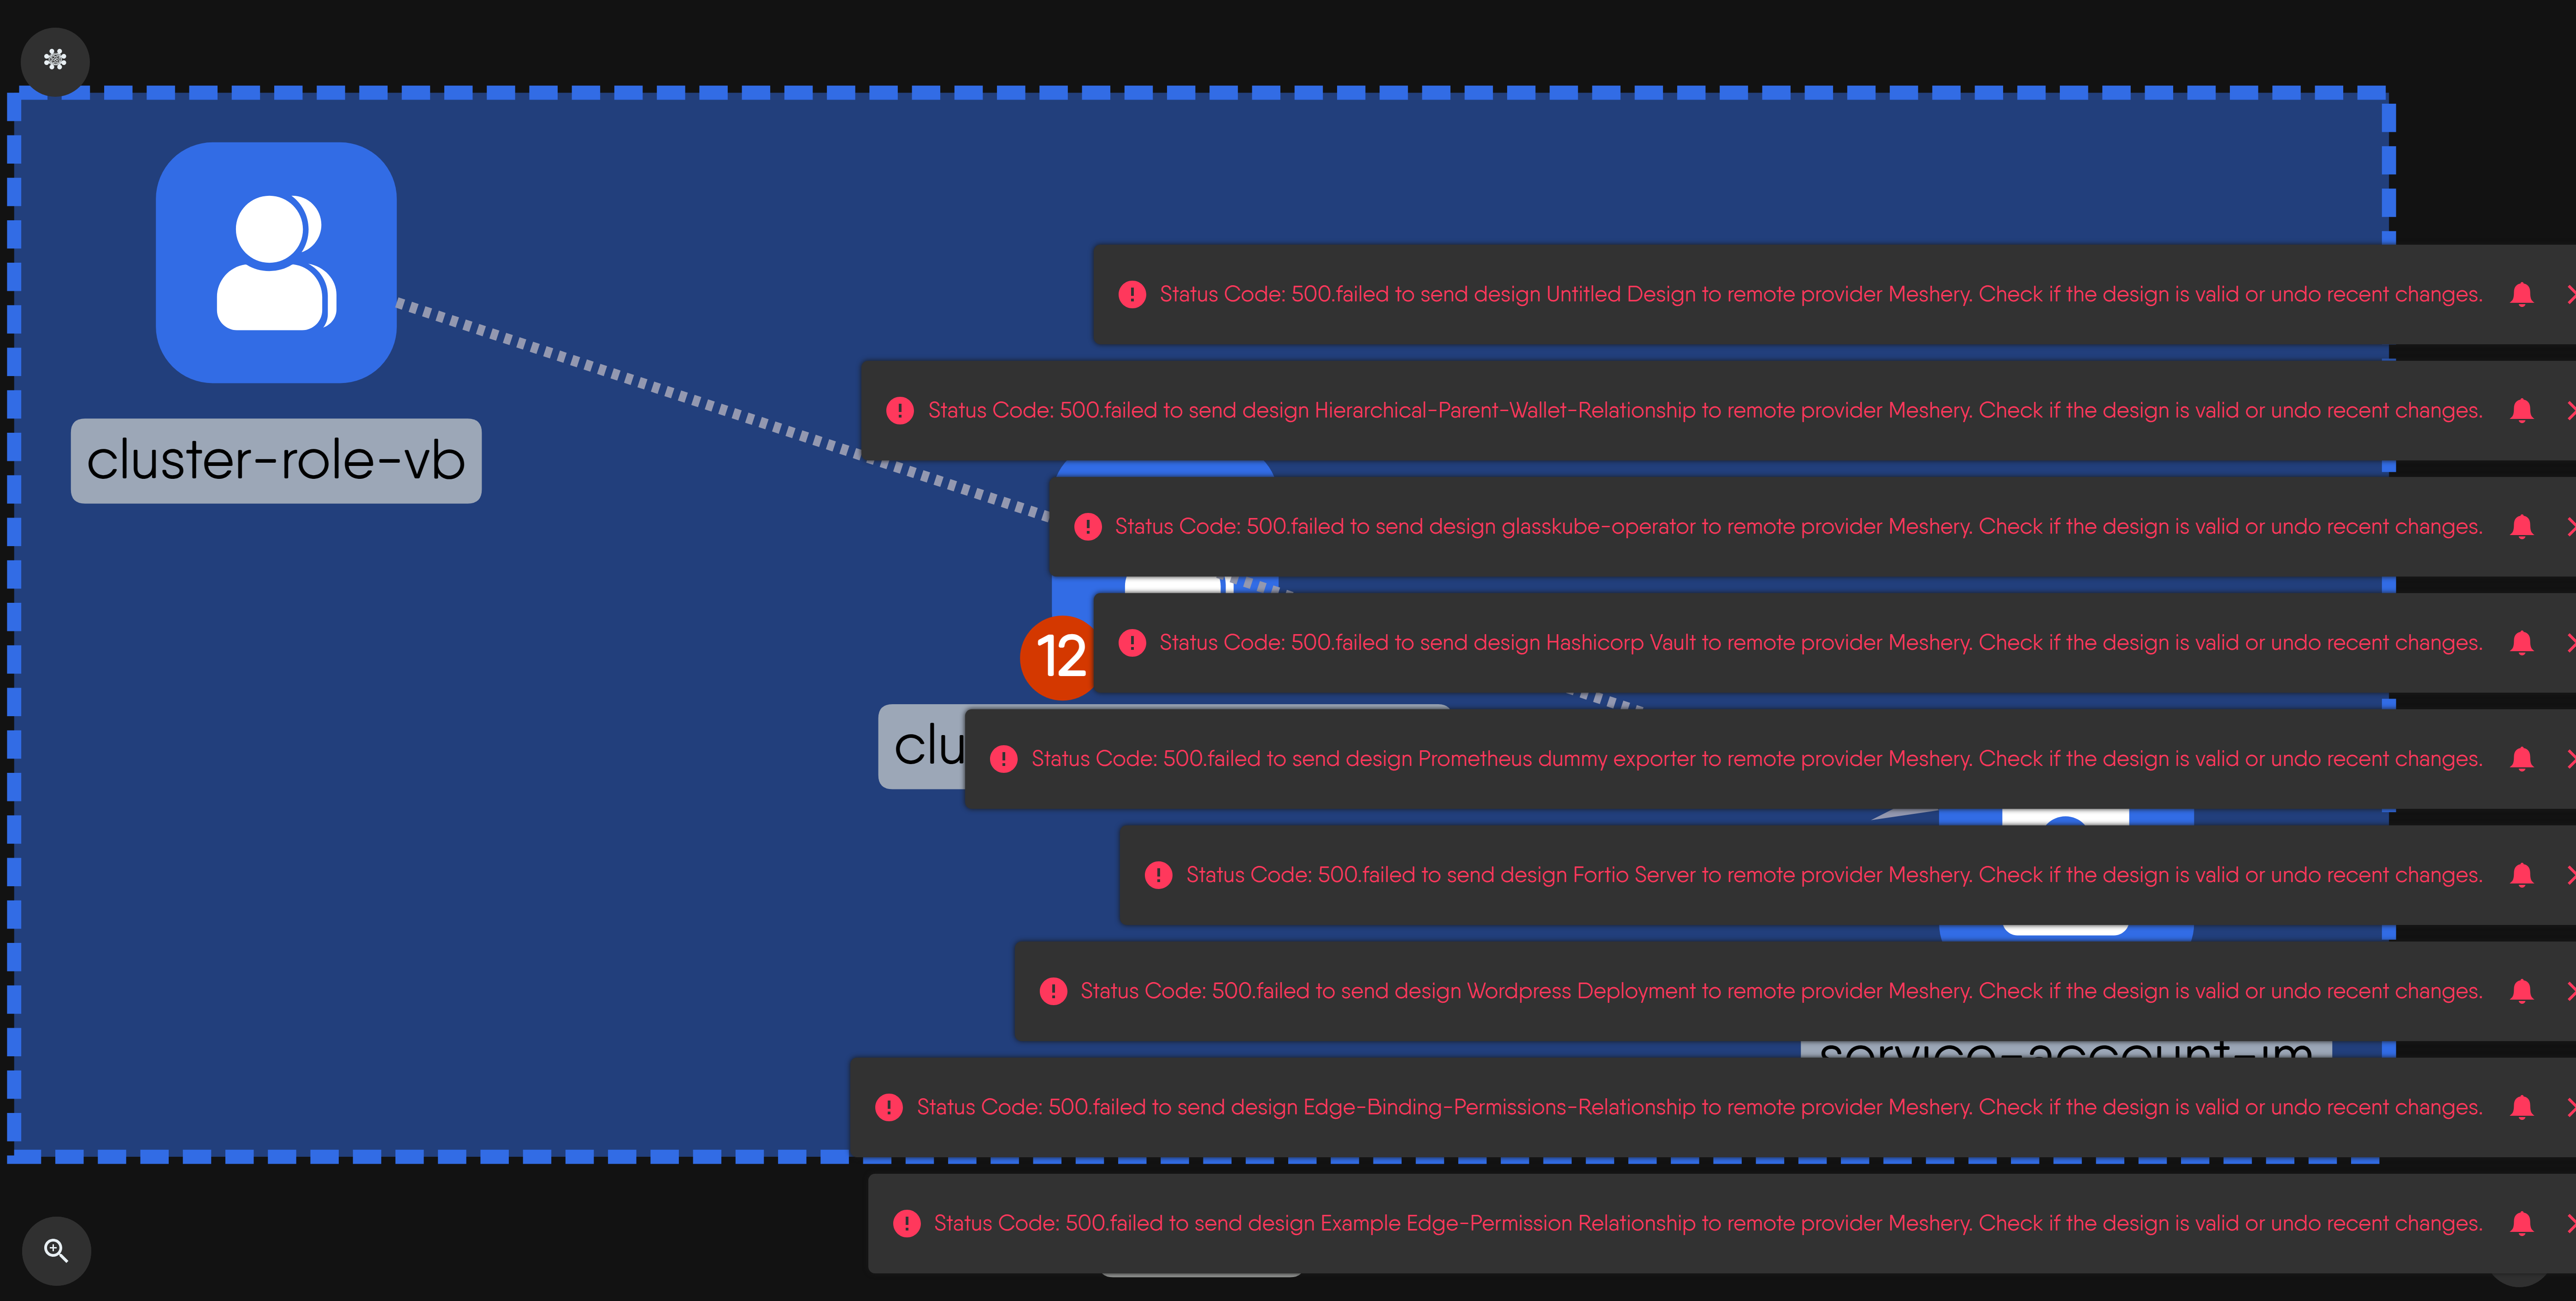 Status Code: 500.failed to send design Untitled Design to remote provider Meshery. Check if the design is valid or undo recent changes.
Status Code: 500.failed to send design Hierarchical-Parent-Wallet-Relationship to remote provider Meshery. Check if the design is valid or undo recent changes.
cluster-role-vb
Status Code: 500.failed to send design glasskube-operator to remote provider Meshery. Check if the design is valid or undo recent changes.
Status Code: 500.failed to send design Hashicorp Vault to remote provider Meshery. Check if the design is valid or undo recent changes.
12
clu
Status Code: 500.failed to send design Prometheus dummy exporter to remote provider Meshery. Check if the design is valid or undo recent changes.
Status Code: 500.failed to send design Fortio Server to remote provider Meshery. Check if the design is valid or undo recent changes.
Status Code: 500.failed to send design Wordpress Deployment to remote provider Meshery. Check if the design is valid or undo recent changes.
service-account-im
Status Code: 500.failed to send design Edge-Binding-Permissions-Relationship to remote provider Meshery. Check if the design is valid or undo recent changes.
Status Code: 500.failed to send design Example Edge-Permission Relationship to remote provider Meshery. Check if the design is valid or undo recent changes.